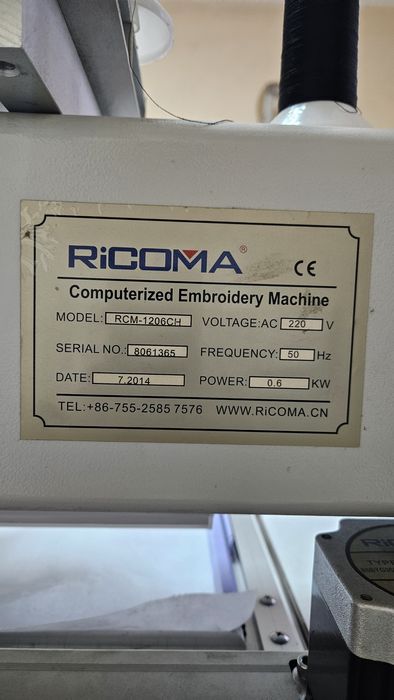 RiCOMA®
CE
Computerized Embroidery Machine
MODEL: RCM-1206CH VOLTAGE:AC 220 V
SERIAL NO.: 8061365 FREQUENCY: 50 Hz
DATE: 7.2014 POWER: 0.6 KW
TEL:+86-755-2585 7576 WWW.RiCOMA.CN